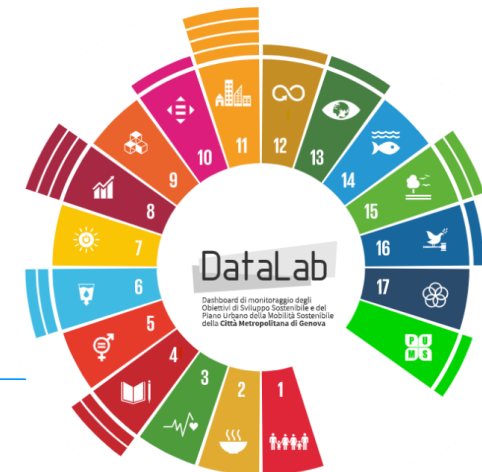 11
12
10
13
9
14
8
15
7
16
6
17
5
4
3
2
1
DataLab
Dashboard di monitoraggio degli
Obiettivi di Sviluppo Sostenibile e del
Piano Urbano della Mobilità Sostenibile
della Città Metropolitana di Genova
P U
M S